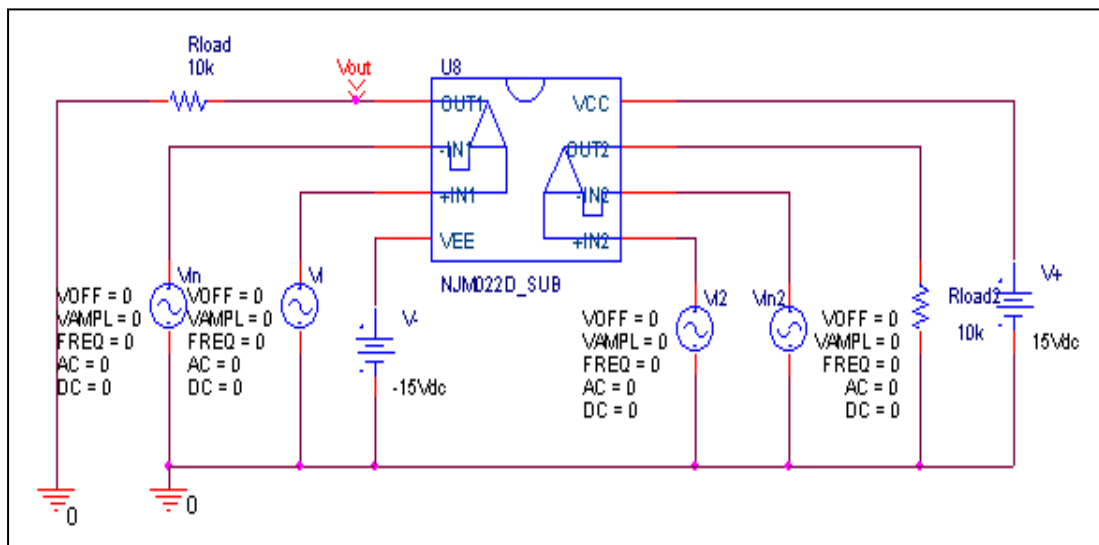 Rload
10k
Vout
U8
OUT1
-IN1
+IN1
VEE
VCC
OUT2
-IN2
+IN2
NJM022D_SUB
Vin
VOFF = 0
VAMPL = 0
FREQ = 0
AC = 0
DC = 0
VOFF = 0
VAMPL = 0
FREQ = 0
AC = 0
DC = 0
V-
-15Vdc
VOFF = 0
VAMPL = 0
FREQ = 0
AC = 0
DC = 0
Vin2
VOFF = 0
VAMPL = 0
FREQ = 0
AC = 0
DC = 0
Rload2
10k
V+
15Vdc
0
0